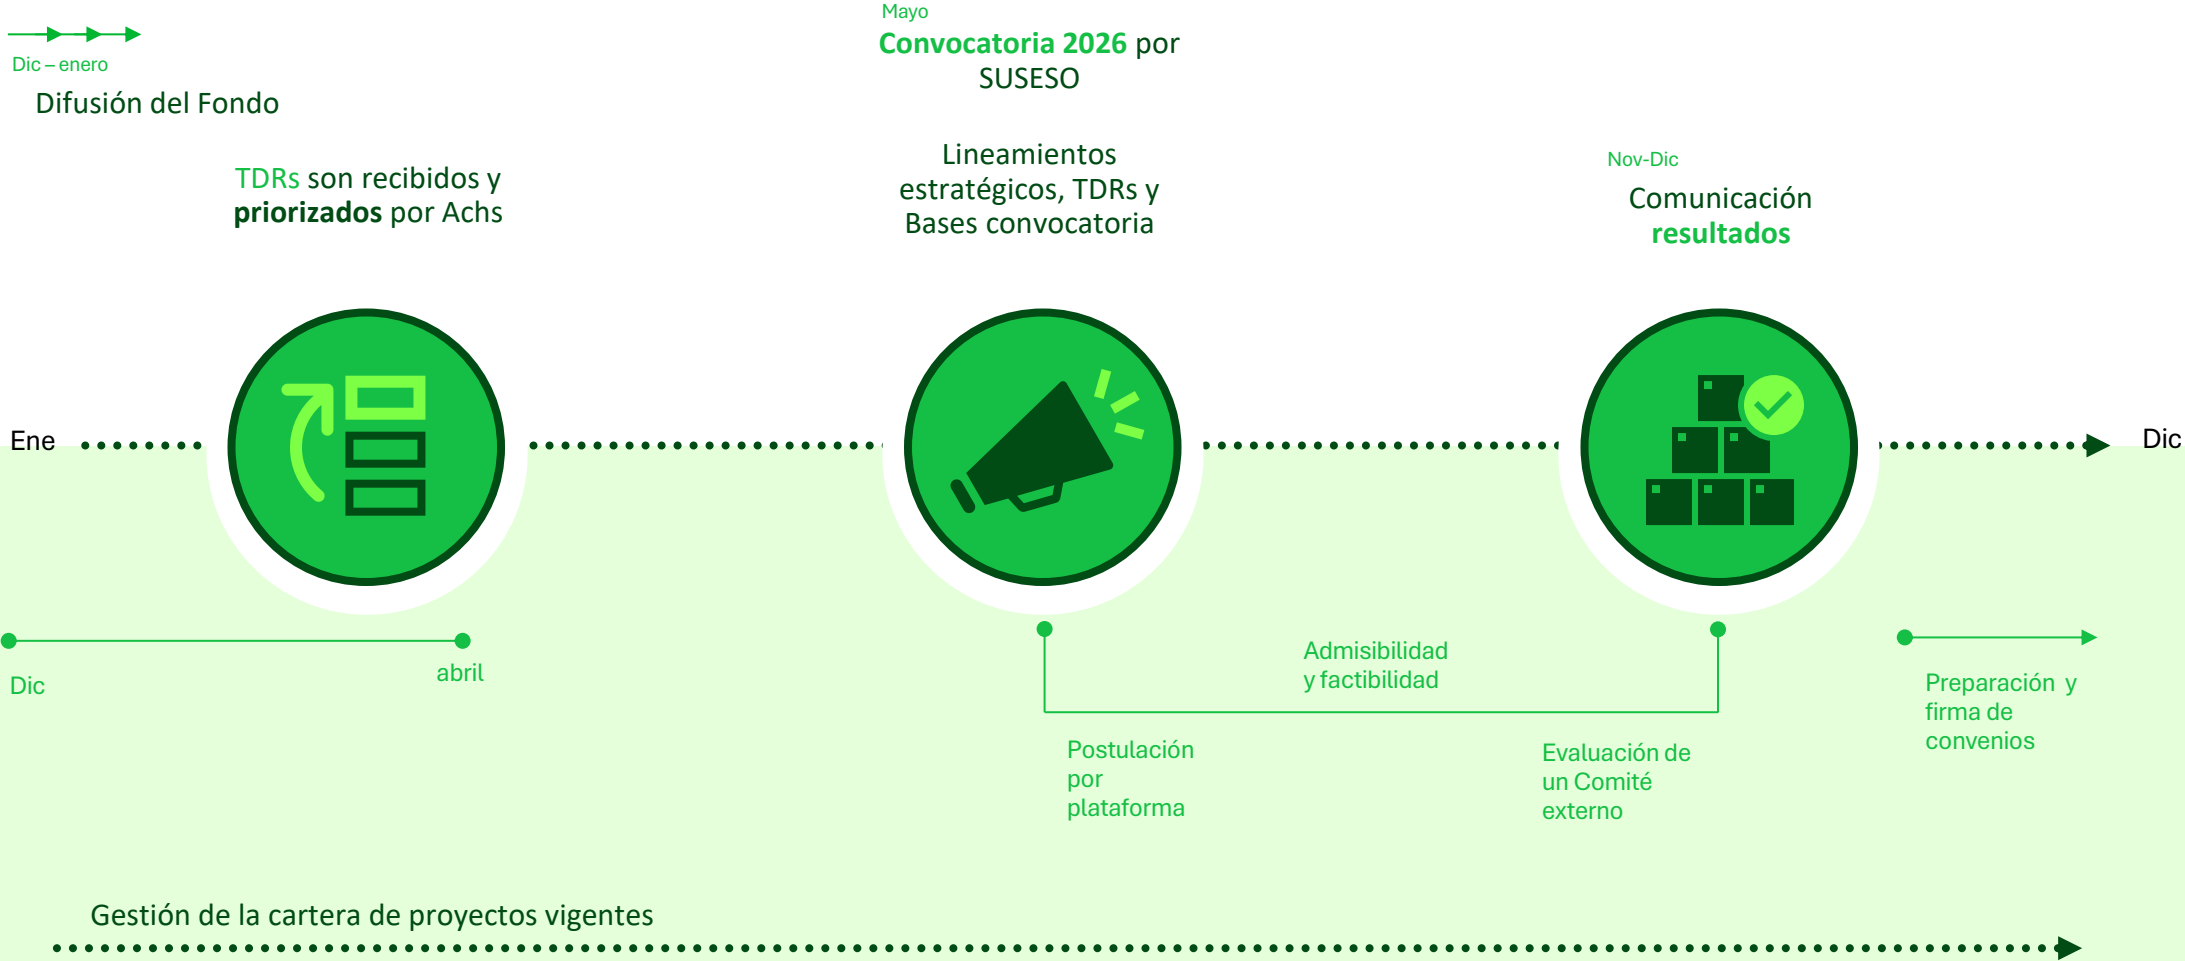 Dic – enero
Difusión del Fondo
TDRs son recibidos y
priorizados por Achs
Mayo
Convocatoria 2026 por
SUSESO
Lineamientos
estratégicos, TDRs y
Bases convocatoria
Nov-Dic
Comunicación
resultados
Ene
Dic
Dic
abril
Admisibilidad
y factibilidad
Postulación
por
plataforma
Evaluación de
un Comité
externo
Preparación y
firma de
convenios
Gestión de la cartera de proyectos vigentes